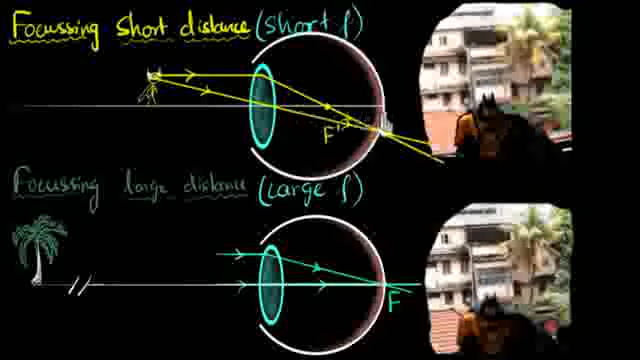 Focussing short distance (short f)
F'
Focussing large distance (large f)
F